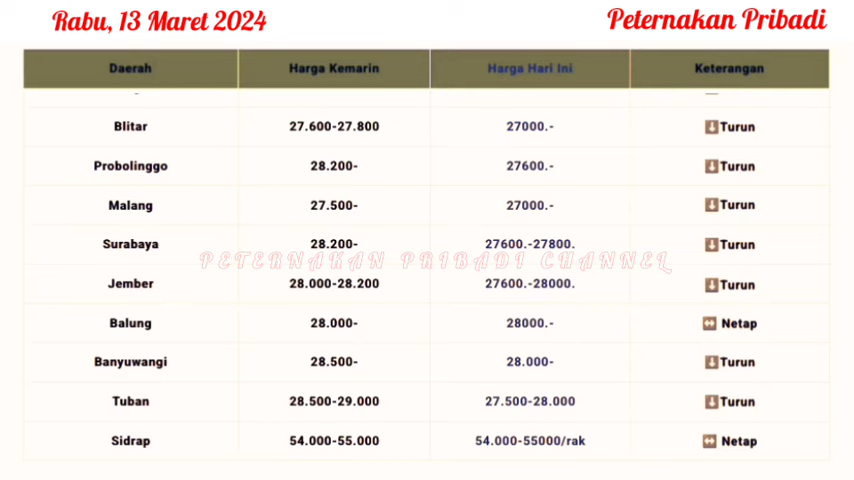 Rabu, 13 Maret 2024
Peternakan Pribadi
Daerah Harga Kemarin Harga Hari Ini Keterangan
Blitar 27.600-27.800 27000.- Turun
Probolinggo 28.200- 27600.- Turun
Malang 27.500- 27000.- Turun
Surabaya 28.200- 27600.-27800. Turun
PETERNAKAN PRIBADI CHANNEL
Jember 28.000-28.200 27600.-28000. Turun
Balung 28.000- 28000.- Netap
Banyuwangi 28.500- 28.000- Turun
Tuban 28.500-29.000 27.500-28.000 Turun
Sidrap 54.000-55.000 54.000-55000/rak Netap